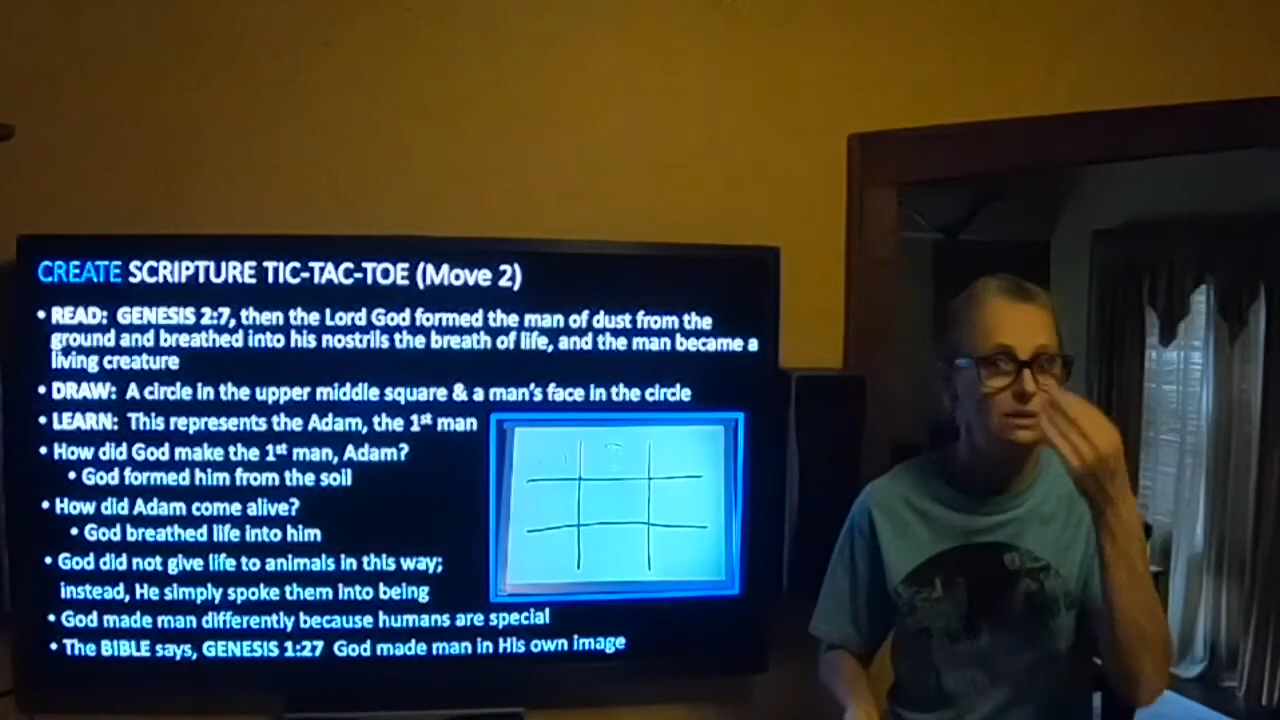 CREATE SCRIPTURE TIC-TAC-TOE (Move 2)
• READ: GENESIS 2:7, then the Lord God formed the man of dust from the
ground and breathed into his nostrils the breath of life, and the man became a
living creature
• DRAW: A circle in the upper middle square & a man's face in the circle
• LEARN: This represents the Adam, the 1st man
• How did God make the 1st man, Adam?
• God formed him from the soil
• How did Adam come alive?
• God breathed life into him
• God did not give life to animals in this way;
instead, He simply spoke them into being
• God made man differently because humans are special
• The BIBLE says, GENESIS 1:27 God made man in His own image